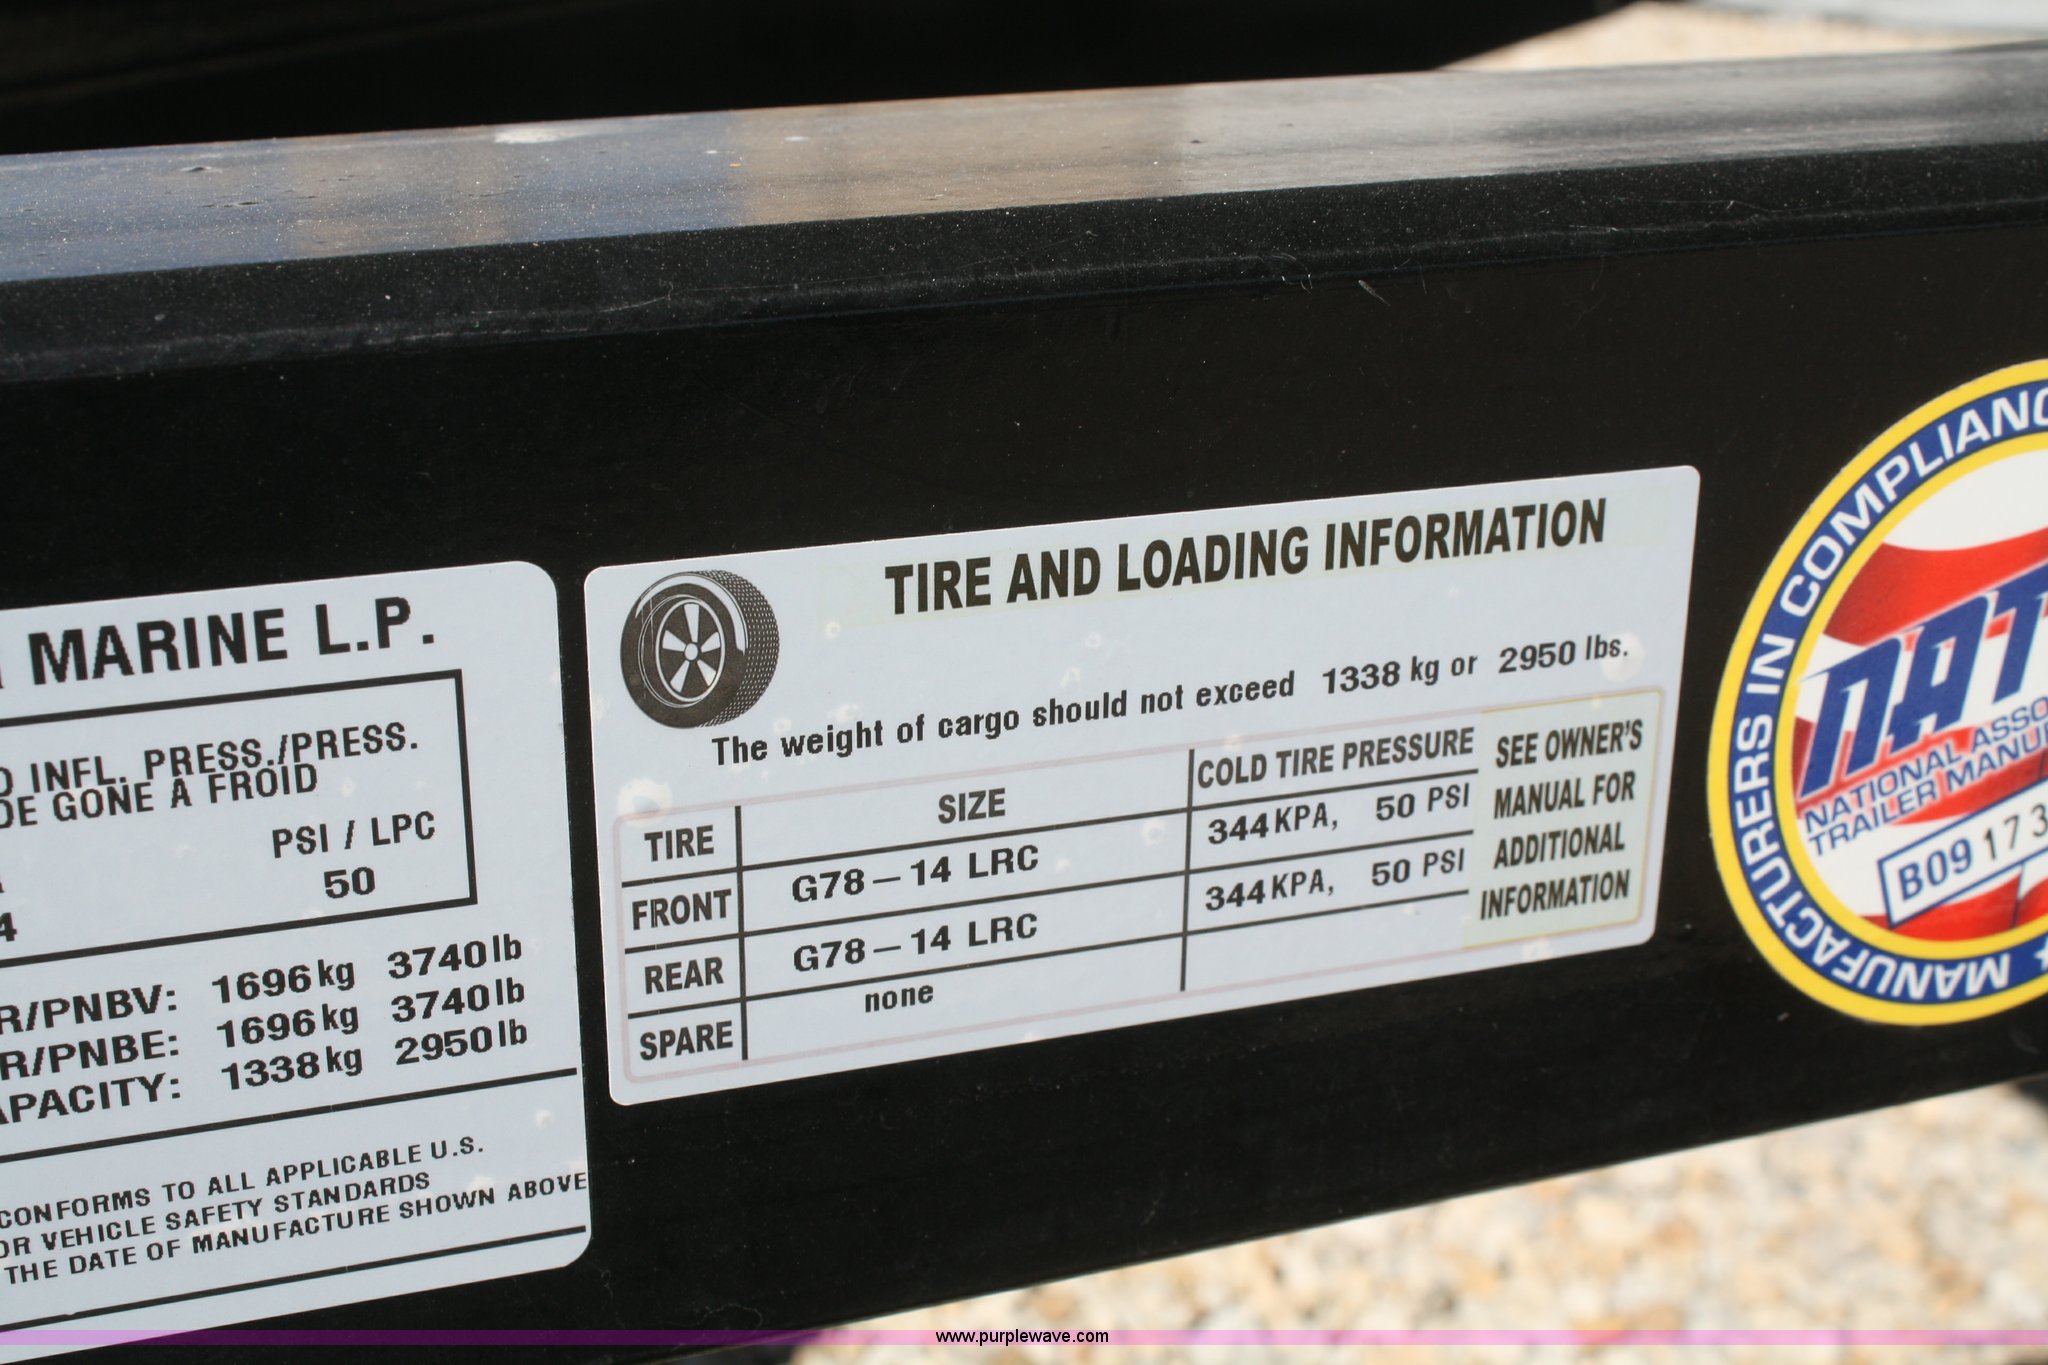 MARINE L.P.
INFL. PRESS./PRESS.
DE GONE A FROID
PSI / LPC
50
4
R/PNBV: 1696 kg 3740 lb
R/PNBE: 1696 kg 3740 lb
APACITY: 1338 kg 2950 lb
CONFORMS TO ALL APPLICABLE U.S.
OR VEHICLE SAFETY STANDARDS
THE DATE OF MANUFACTURE SHOWN ABOVE
TIRE AND LOADING INFORMATION
The weight of cargo should not exceed 1338 kg or 2950 lbs.
TIRE SIZE COLD TIRE PRESSURE
FRONT G78-14 LRC 344 KPA, 50 PSI
REAR G78-14 LRC 344 KPA, 50 PSI
SPARE none
SEE OWNER'S
MANUAL FOR
ADDITIONAL
INFORMATION
MANUFACTURERS IN COMPLIANC
NAT
NATIONAL ASSO
TRAILER MANU
B09173
MANUF
www.purplewave.com